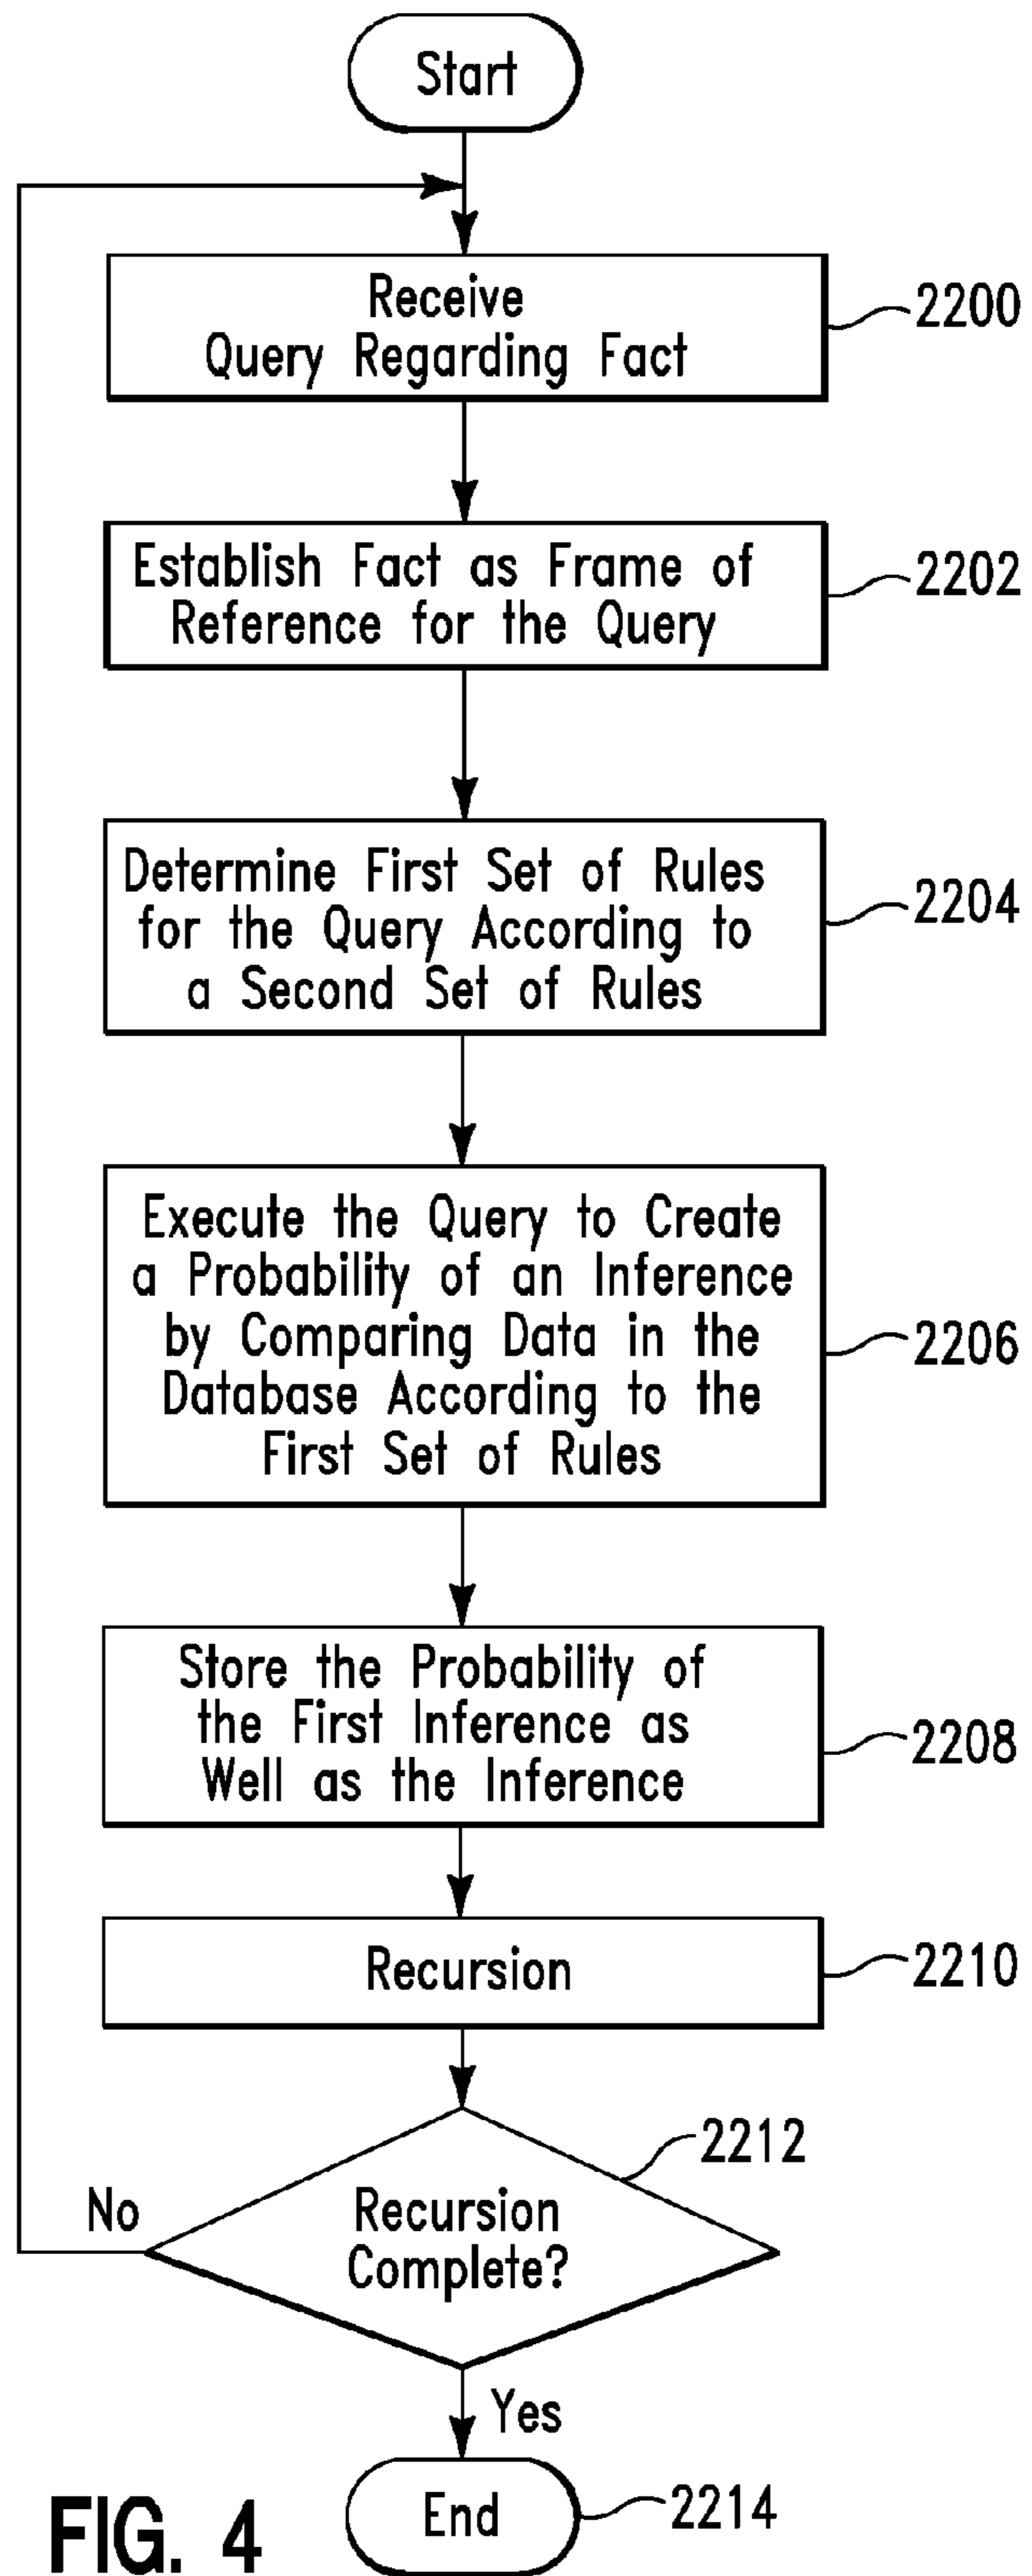 Start
Receive
Query Regarding Fact
2200
Establish Fact as Frame of
Reference for the Query
2202
Determine First Set of Rules
for the Query According to
a Second Set of Rules
2204
Execute the Query to Create
a Probability of an Inference
by Comparing Data in the
Database According to the
First Set of Rules
2206
Store the Probability of
the First Inference as
Well as the Inference
2208
Recursion
2210
2212
No
Recursion
Complete?
Yes
End
2214
FIG. 4